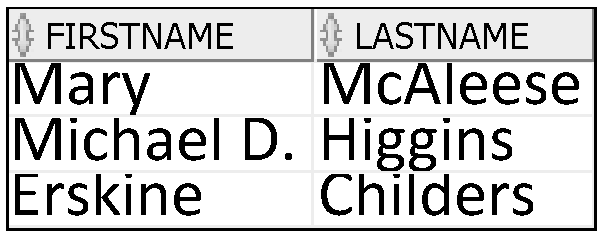 FIRSTNAME LASTNAME
Mary McAleese
Michael D. Higgins
Erskine Childers